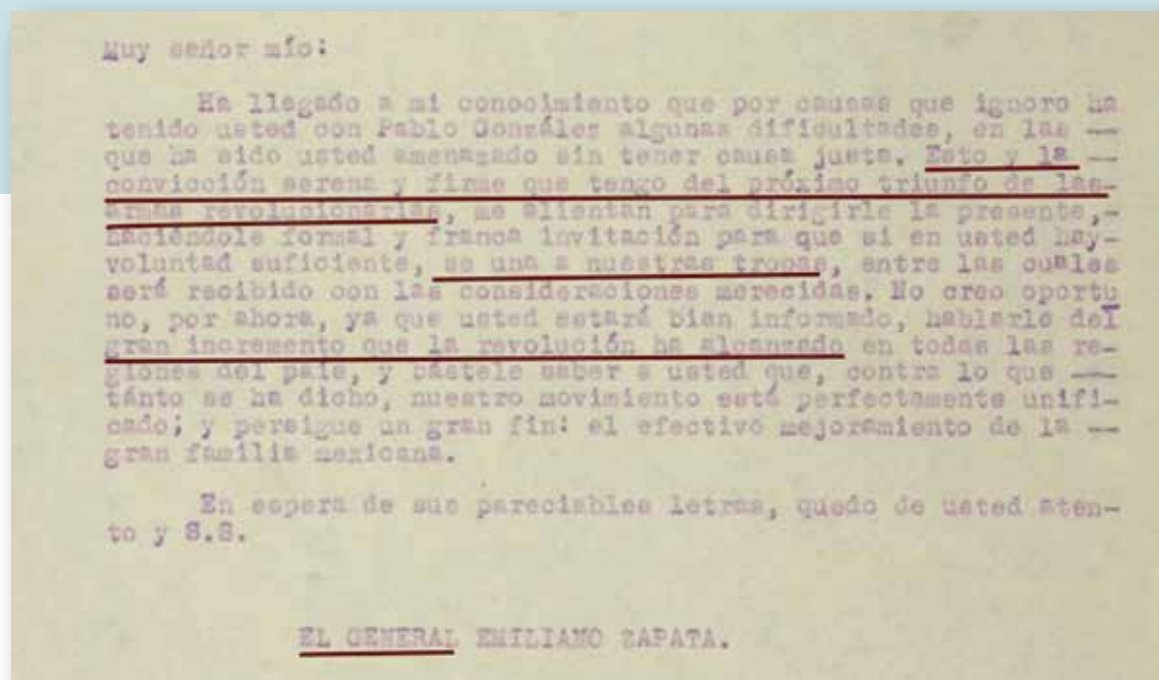 Muy señor mío:
Ha llegado a mi conocimiento que por causas que ignoro ha
tenido usted con Pablo González algunas dificultades, en las —
que ha sido usted amenazado sin tener causa justa. Esto y la —
convicción serena y firme que tengo del próximo triunfo de las-
armas revolucionarias, me alientan para dirigirle la presente,-
haciéndole formal y franca invitación para que si en usted hay-
voluntad suficiente, se una a nuestras tropas, entre las cuales
será recibido con las consideraciones merecidas. No creo oportu
no, por ahora, ya que usted estará bien informado, hablarle del
gran incremento que la revolución ha alcanzado en todas las re-
giones del país, y bástele saber a usted que, contra lo que —
tánto se ha dicho, nuestro movimiento está perfectamente unifi-
cado; y persigue un gran fin: el efectivo mejoramiento de la —
gran familia mexicana.
En espera de sus pareciables letras, quedo de usted aten-
to y S.S.
EL GENERAL EMILIANO ZAPATA.